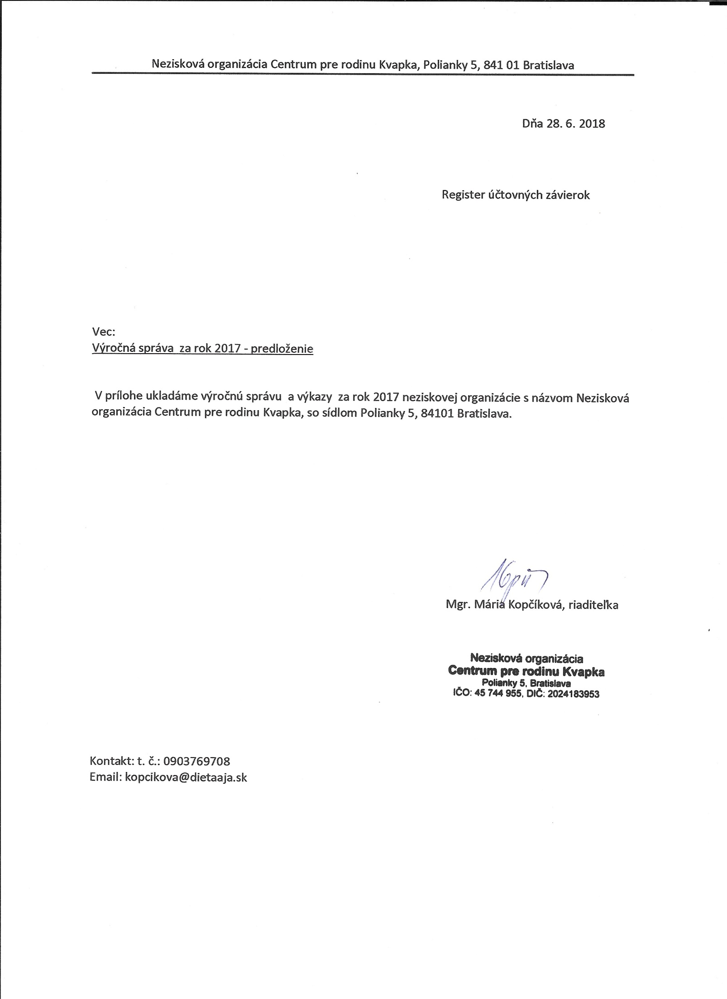 Nezisková organizácia Centrum pre rodinu Kvapka, Polianky 5, 841 01 Bratislava
Dňa 28. 6. 2018
Register účtovných závierok
Vec:
Výročná správa  za rok 2017 - predloženie
V prílohe ukladáme výročnú správu  a výkazy  za rok 2017 neziskovej organizácie s názvom Nezisková
organizácia Centrum pre rodinu Kvapka, so sídlom Polianky 5, 84101 Bratislava.
Mgr. Mária Kopčíková, riaditeľka
Nezisková organizácia
Centrum pre rodinu Kvapka
Polianky 5, Bratislava
IČO: 45 744 955, DIČ: 2024183953
Kontakt: t. č.: 0903769708
Email: kopcikova@dietaaja.sk